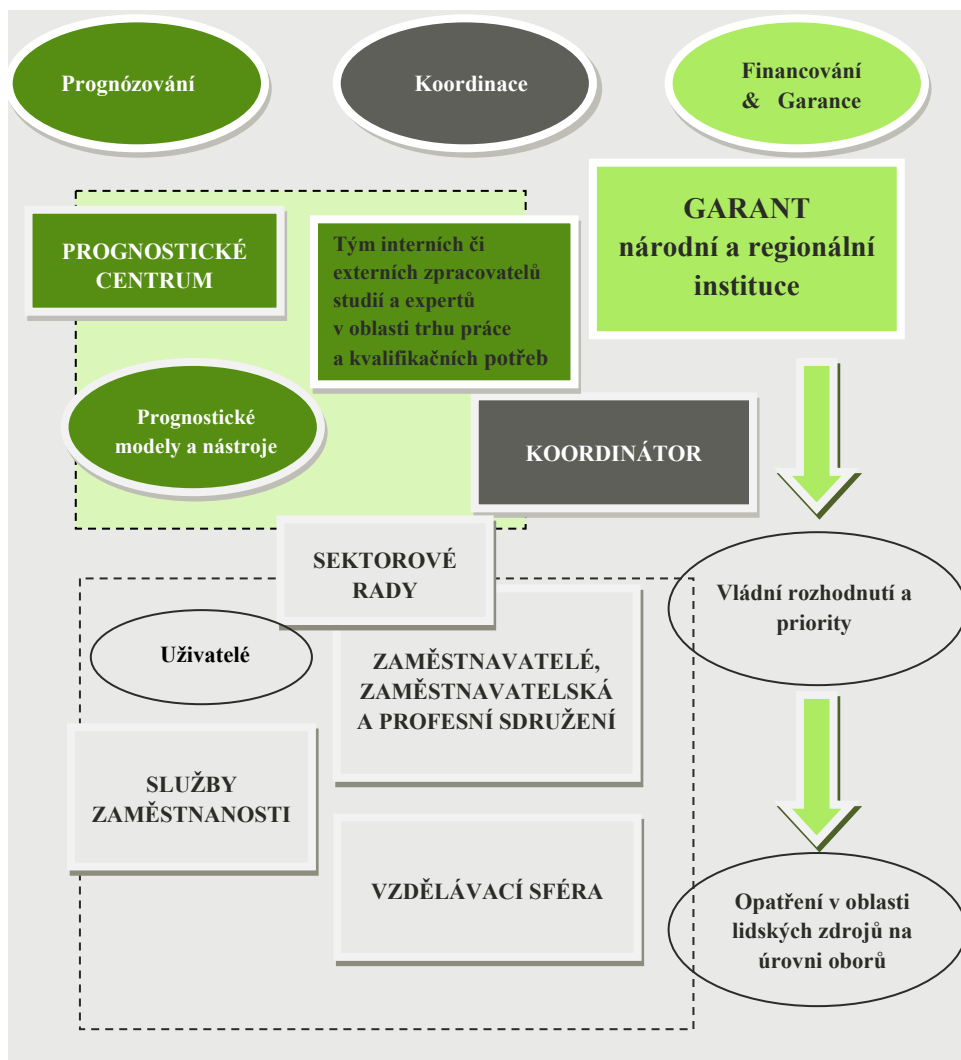 Prognózování
Koordinace
Financování
& Garance
PROGNOSTICKÉ
CENTRUM
Tým interních či
externích zpracovatelů
studií a expertů
v oblasti trhu práce
a kvalifikačních potřeb
GARANT
národní a regionální
instituce
Prognostické
modely a nástroje
KOORDINÁTOR
SEKTOROVÉ
RADY
Vládní rozhodnutí a
priority
Uživatelé
ZAMĚSTNAVATELÉ,
ZAMĚSTNAVATELSKÁ
A PROFESNÍ SDRUŽENÍ
SLUŽBY
ZAMĚSTNANOSTI
VZDĚLÁVACÍ SFÉRA
Opatření v oblasti
lidských zdrojů na
úrovni oborů